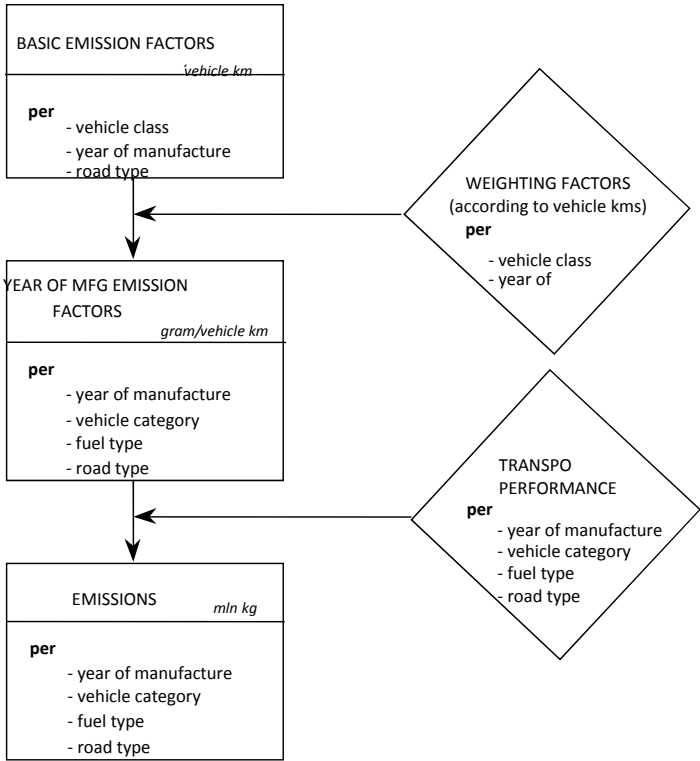 BASIC EMISSION FACTORS
vehicle km
per
- vehicle class
- year of manufacture
- road type
WEIGHTING FACTORS
(according to vehicle kms)
per
- vehicle class
- year of
YEAR OF MFG EMISSION
FACTORS
gram/vehicle km
per
- year of manufacture
- vehicle category
- fuel type
- road type
TRANSPO
PERFORMANCE
per
- year of manufacture
- vehicle category
- fuel type
- road type
EMISSIONS
mln kg
per
- year of manufacture
- vehicle category
- fuel type
- road type